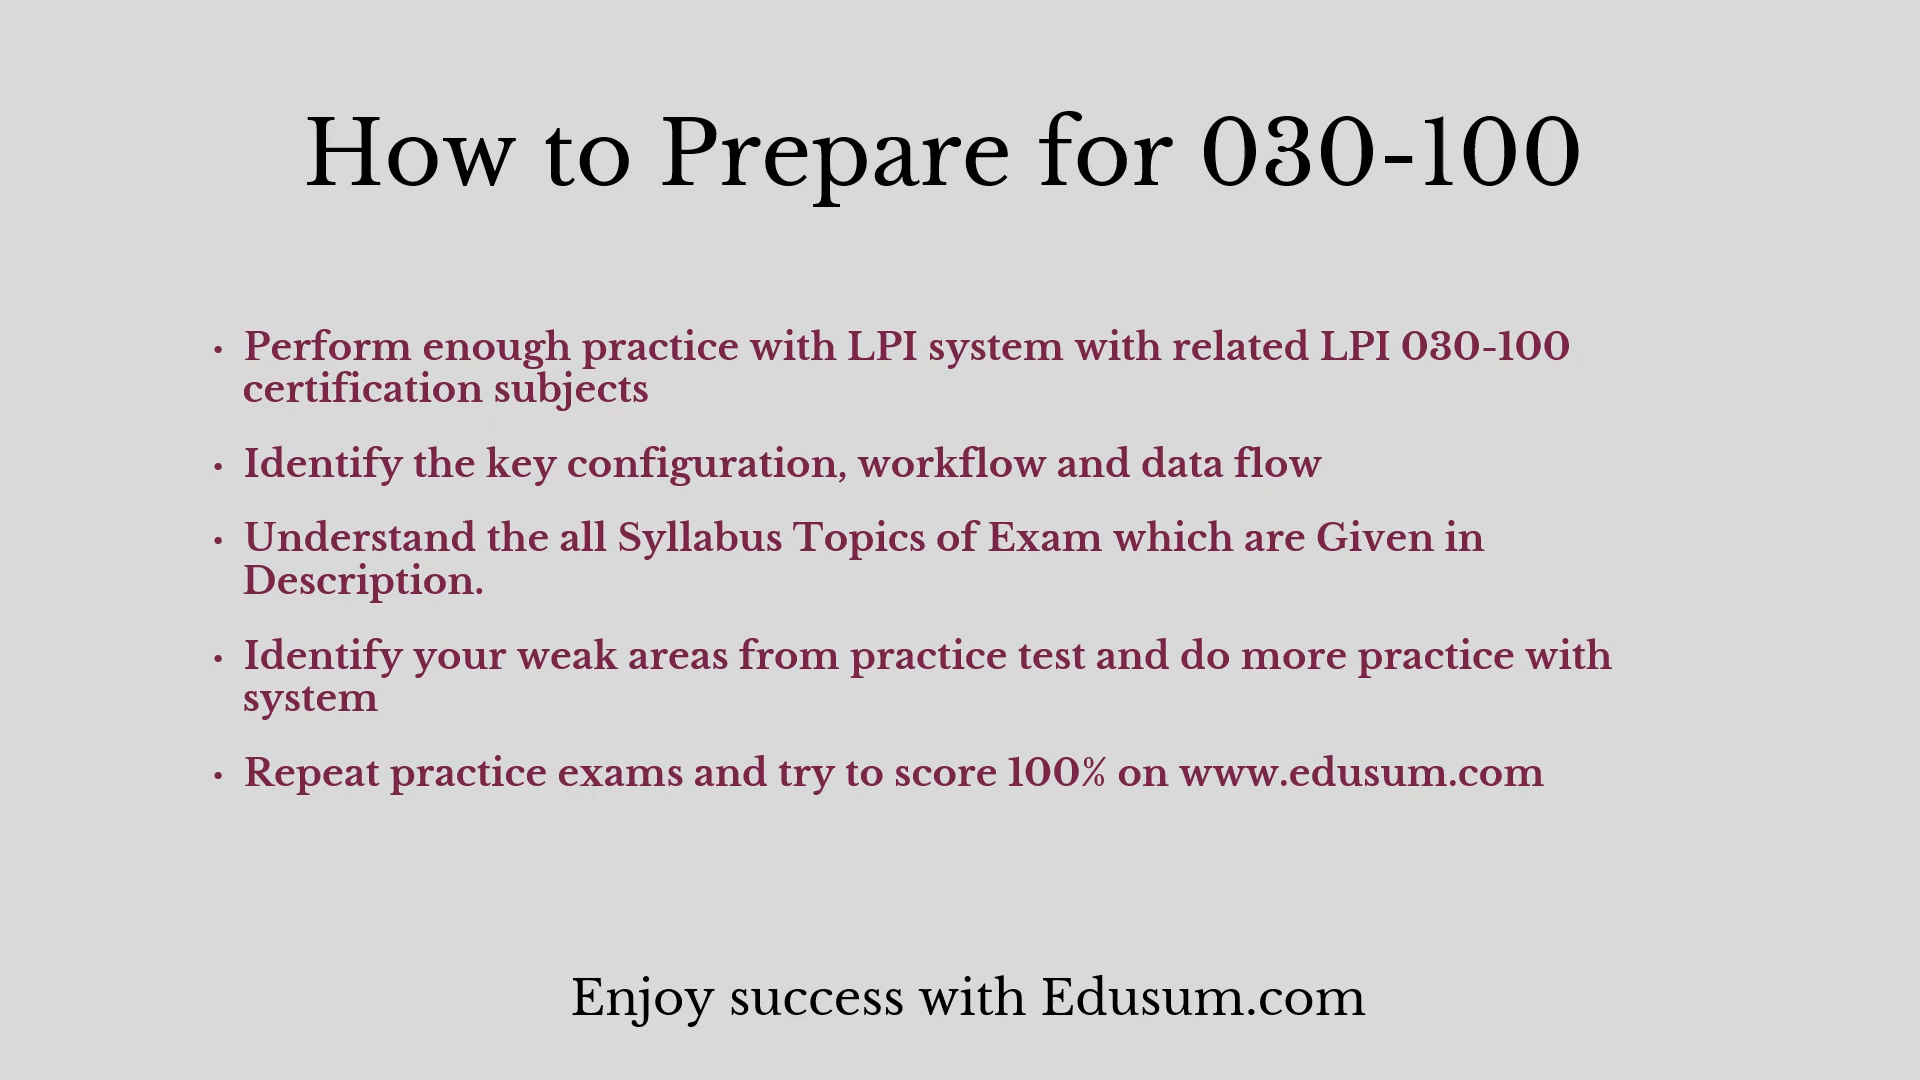 How to Prepare for 030-100
• Perform enough practice with LPI system with related LPI 030-100
certification subjects
• Identify the key configuration, workflow and data flow
• Understand the all Syllabus Topics of Exam which are Given in
Description.
• Identify your weak areas from practice test and do more practice with
system
• Repeat practice exams and try to score 100% on www.edusum.com
Enjoy success with Edusum.com